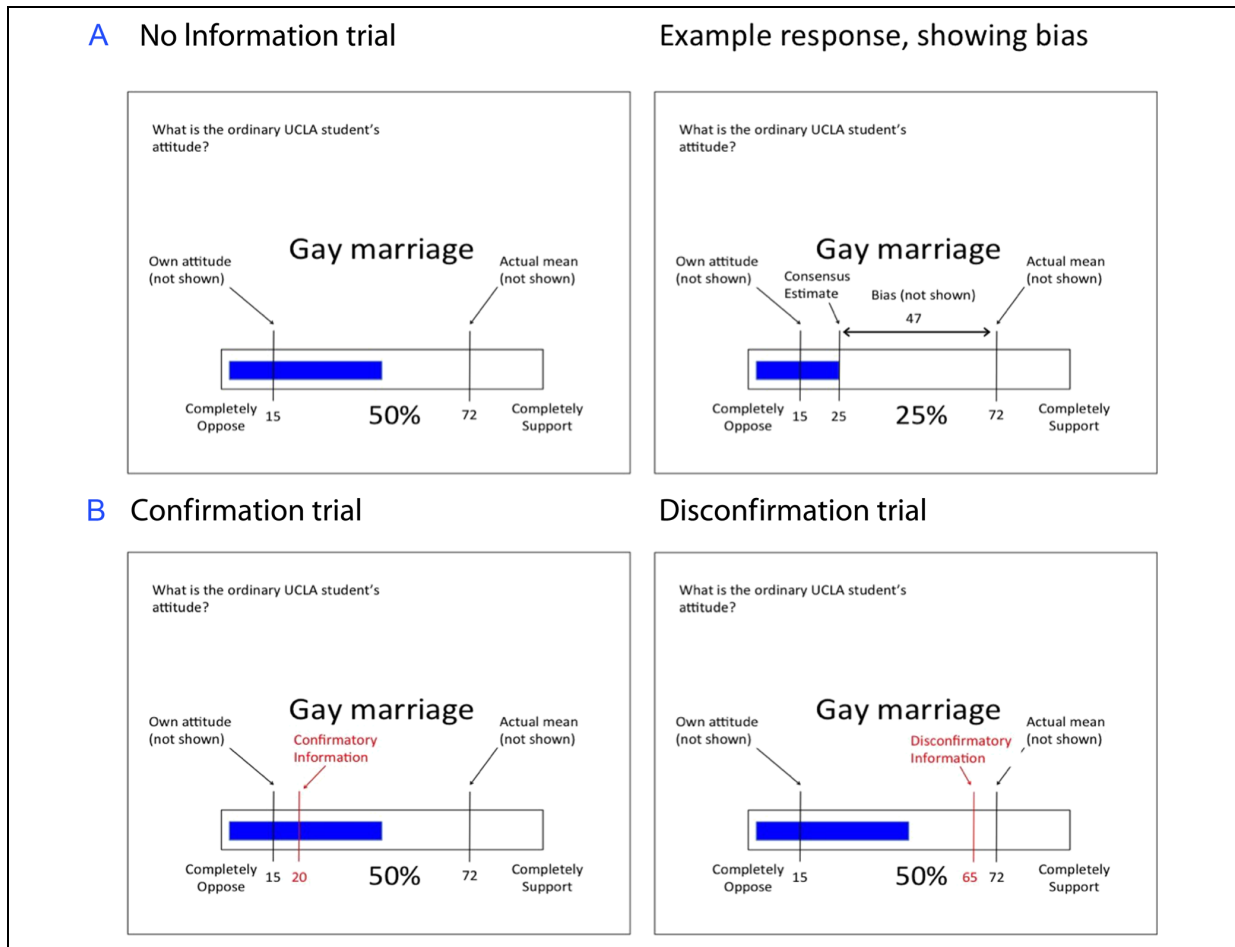 A No Information trial
Example response, showing bias
What is the ordinary UCLA student's
attitude?
Gay marriage
Own attitude
(not shown)
Actual mean
(not shown)
Completely
Oppose
15
50%
72
Completely
Support
What is the ordinary UCLA student's
attitude?
Gay marriage
Own attitude
(not shown)
Consensus
Estimate
Bias (not shown)
47
Actual mean
(not shown)
Completely
Oppose
15
25
25%
72
Completely
Support
B Confirmation trial
Disconfirmation trial
What is the ordinary UCLA student's
attitude?
Gay marriage
Own attitude
(not shown)
Confirmatory
Information
Actual mean
(not shown)
Completely
Oppose
15
20
50%
72
Completely
Support
What is the ordinary UCLA student's
attitude?
Gay marriage
Own attitude
(not shown)
Disconfirmatory
Information
Actual mean
(not shown)
Completely
Oppose
15
50%
65
72
Completely
Support